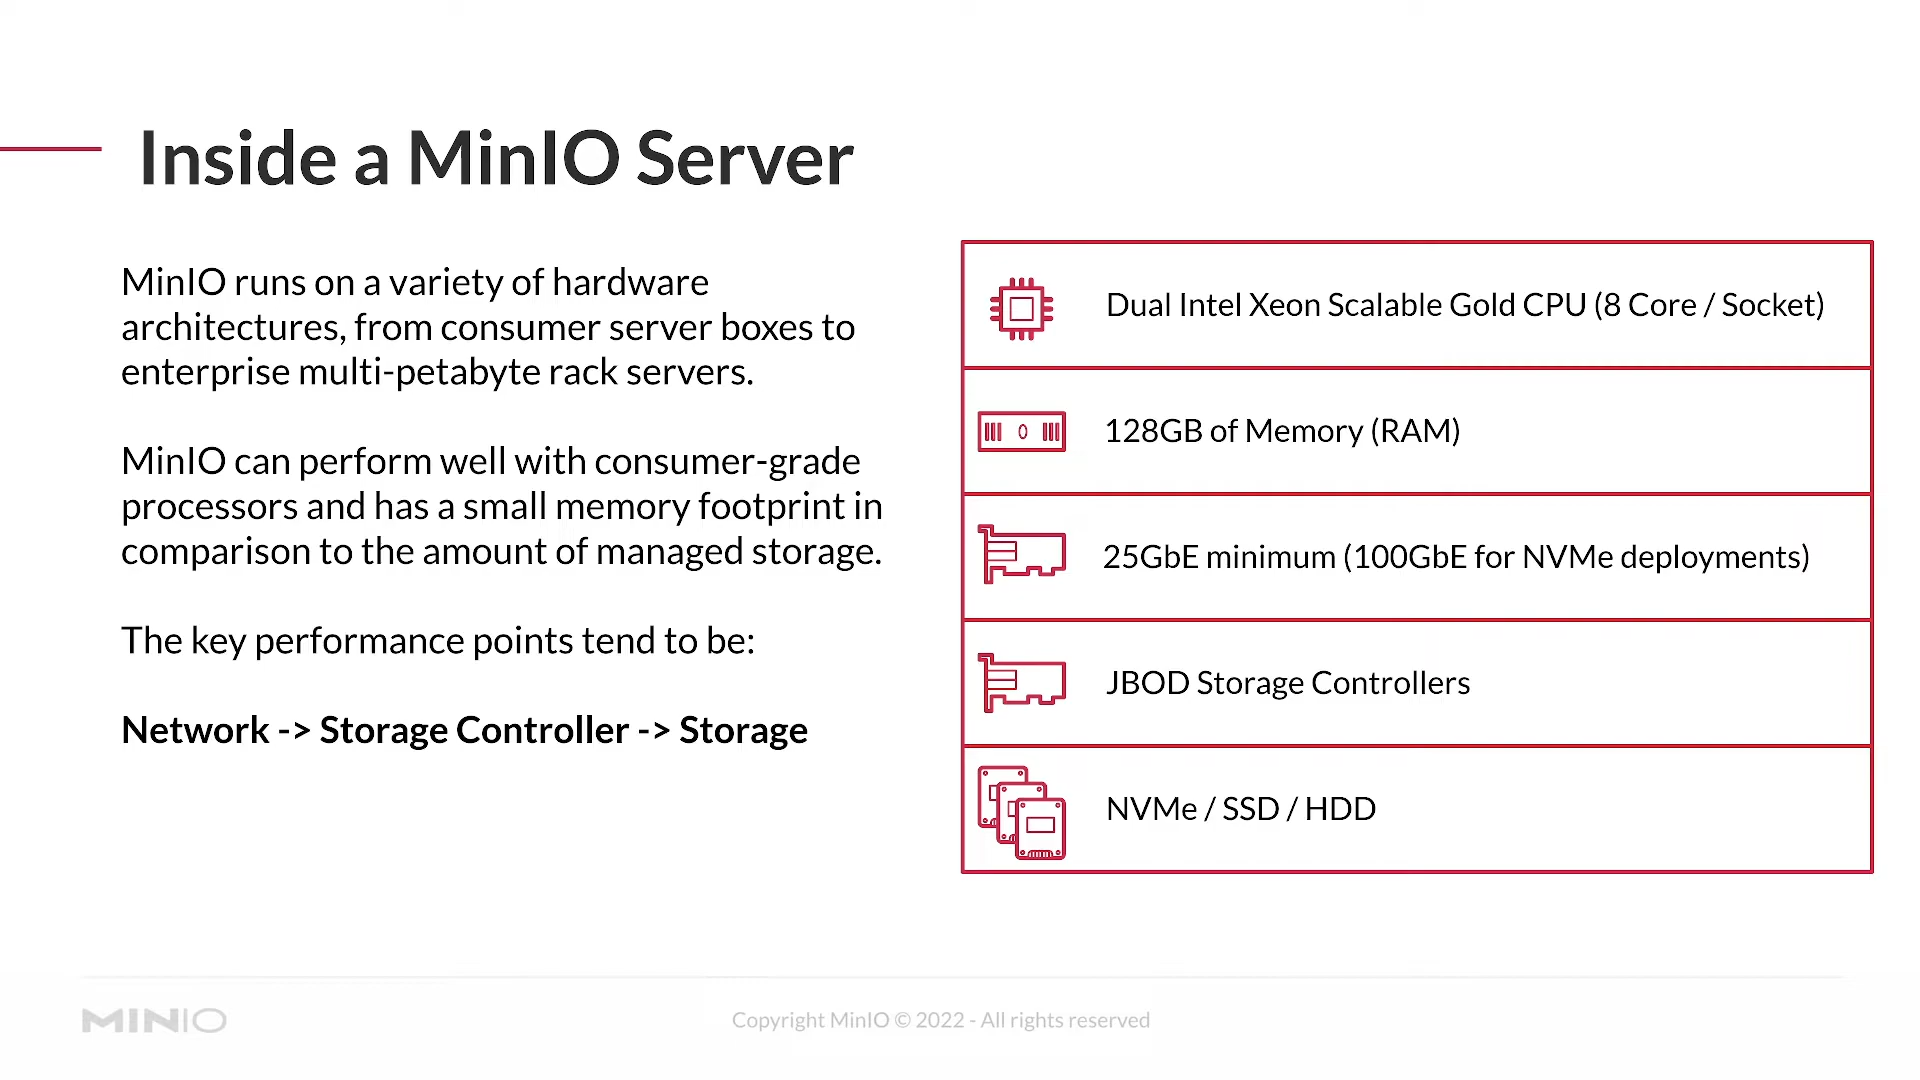 Inside a MinIO Server
MinIO runs on a variety of hardware
architectures, from consumer server boxes to
enterprise multi-petabyte rack servers.
MinIO can perform well with consumer-grade
processors and has a small memory footprint in
comparison to the amount of managed storage.
The key performance points tend to be:
Network -> Storage Controller -> Storage
Dual Intel Xeon Scalable Gold CPU (8 Core / Socket)
128GB of Memory (RAM)
25GbE minimum (100GbE for NVMe deployments)
JBOD Storage Controllers
NVMe / SSD / HDD
MINIO
Copyright MinIO © 2022 - All rights reserved